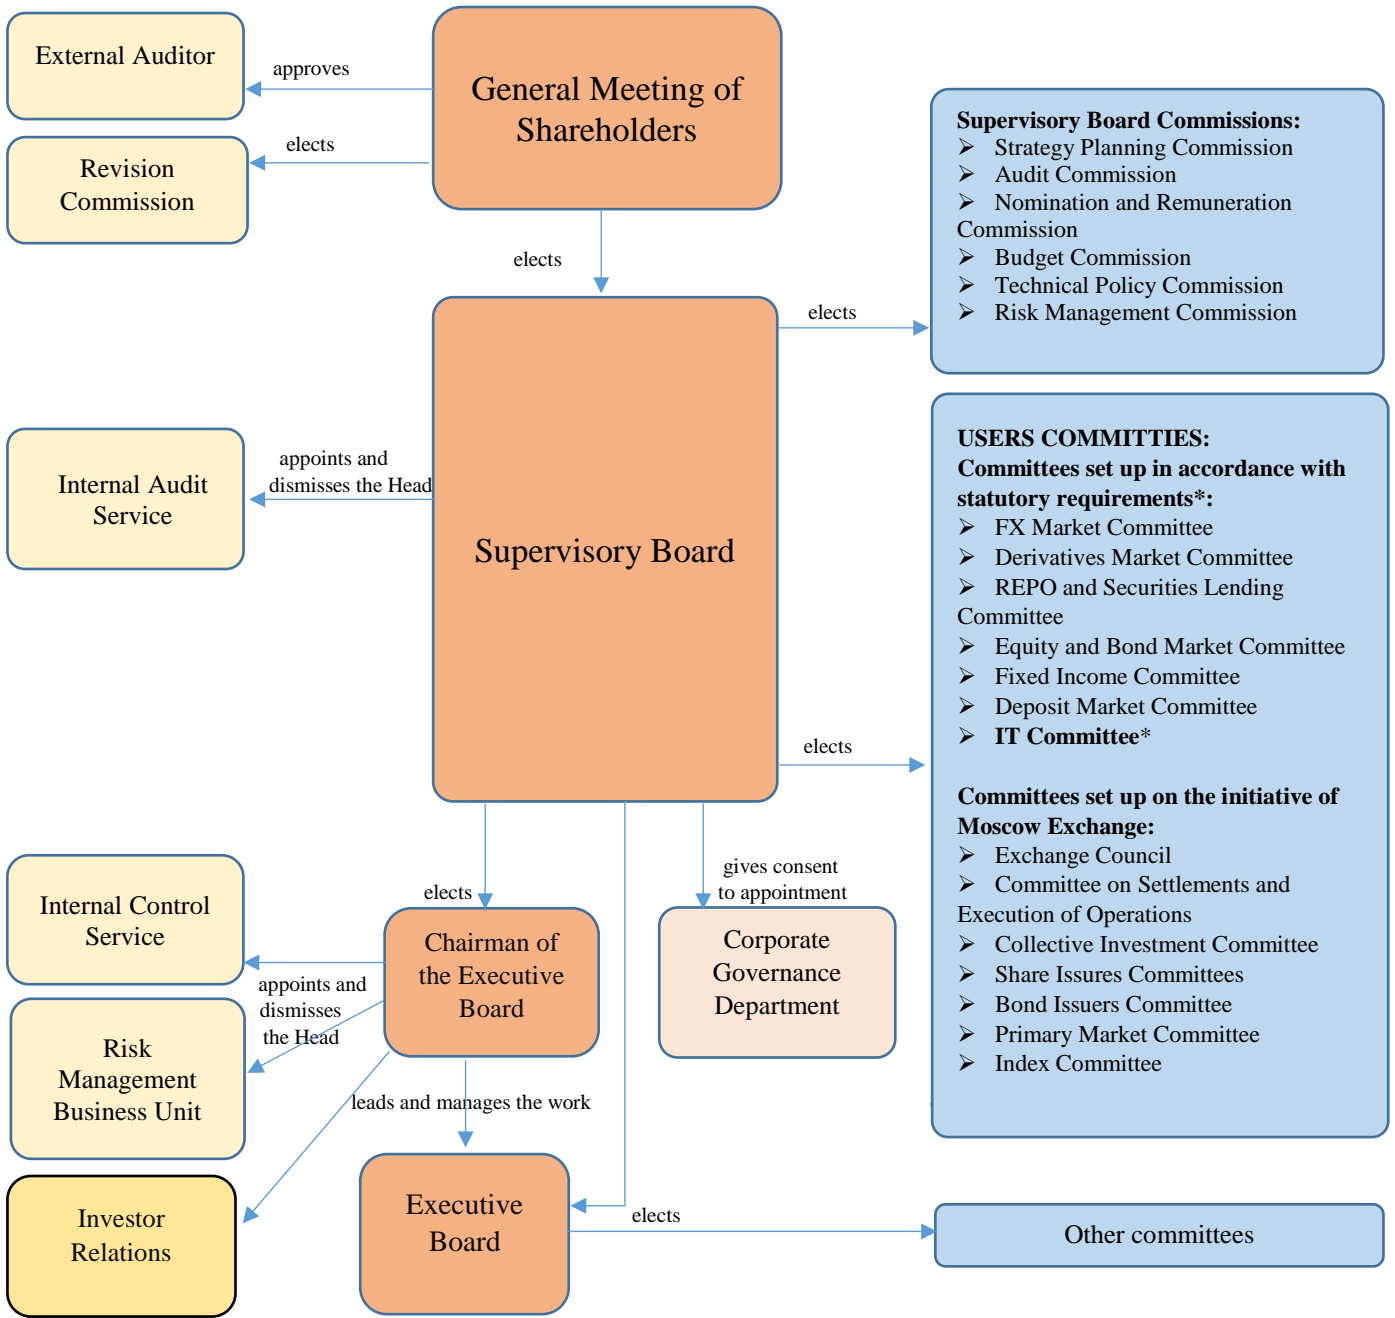 External Auditor
approves
General Meeting of
Shareholders
Revision
Commission
elects
elects
Supervisory Board Commissions:
➢ Strategy Planning Commission
➢ Audit Commission
➢ Nomination and Remuneration
Commission
➢ Budget Commission
➢ Technical Policy Commission
➢ Risk Management Commission
elects
Internal Audit
Service
appoints and
dismisses the Head
Supervisory Board
USERS COMMITTIES:
Committees set up in accordance with
statutory requirements*:
➢ FX Market Committee
➢ Derivatives Market Committee
➢ REPO and Securities Lending
Committee
➢ Equity and Bond Market Committee
➢ Fixed Income Committee
➢ Deposit Market Committee
➢ IT Committee*
elects
Committees set up on the initiative of
Moscow Exchange:
➢ Exchange Council
➢ Committee on Settlements and
Execution of Operations
➢ Collective Investment Committee
➢ Share Issures Committees
➢ Bond Issuers Committee
➢ Primary Market Committee
➢ Index Committee
Internal Control
Service
elects
gives consent
to appointment
Chairman of
the Executive
Board
Corporate
Governance
Department
appoints and
dismisses
the Head
Risk
Management
Business Unit
leads and manages the work
Investor
Relations
Executive
Board
elects
Other committees